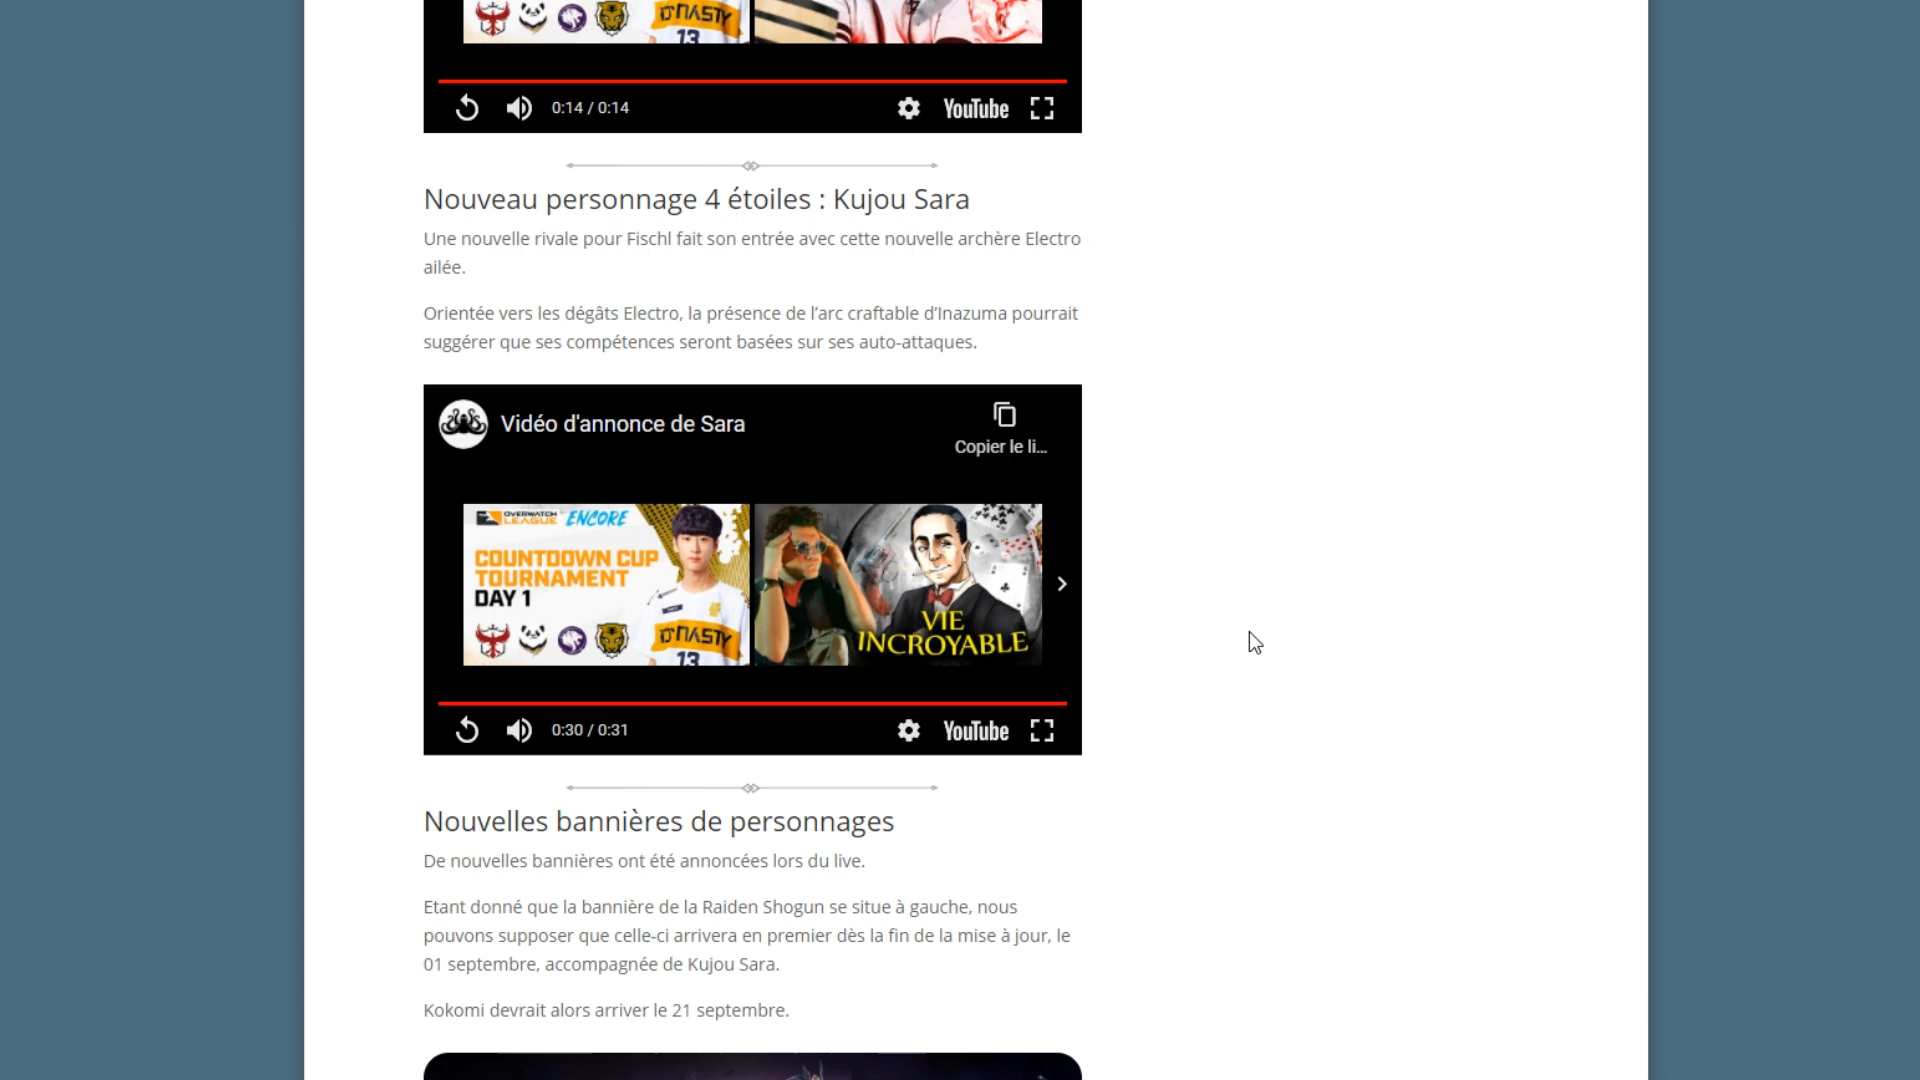 D'NASTY
13
0:14 / 0:14
YouTube
Nouveau personnage 4 étoiles : Kujou Sara
Une nouvelle rivale pour Fischl fait son entrée avec cette nouvelle archère Electro
ailée.
Orientée vers les dégâts Electro, la présence de l’arc craftable d’Inazuma pourrait
suggérer que ses compétences seront basées sur ses auto-attaques.
Vidéo d'annonce de Sara
Copier le li...
OVERWATCH
LEAGUE
ENCORE
COUNTDOWN CUP
TOURNAMENT
DAY 1
D'NASTY
13
VIE
INCROYABLE
0:30 / 0:31
YouTube
Nouvelles bannières de personnages
De nouvelles bannières ont été annoncées lors du live.
Etant donné que la bannière de la Raiden Shogun se situe à gauche, nous
pouvons supposer que celle-ci arrivera en premier dès la fin de la mise à jour, le
01 septembre, accompagnée de Kujou Sara.
Kokomi devrait alors arriver le 21 septembre.